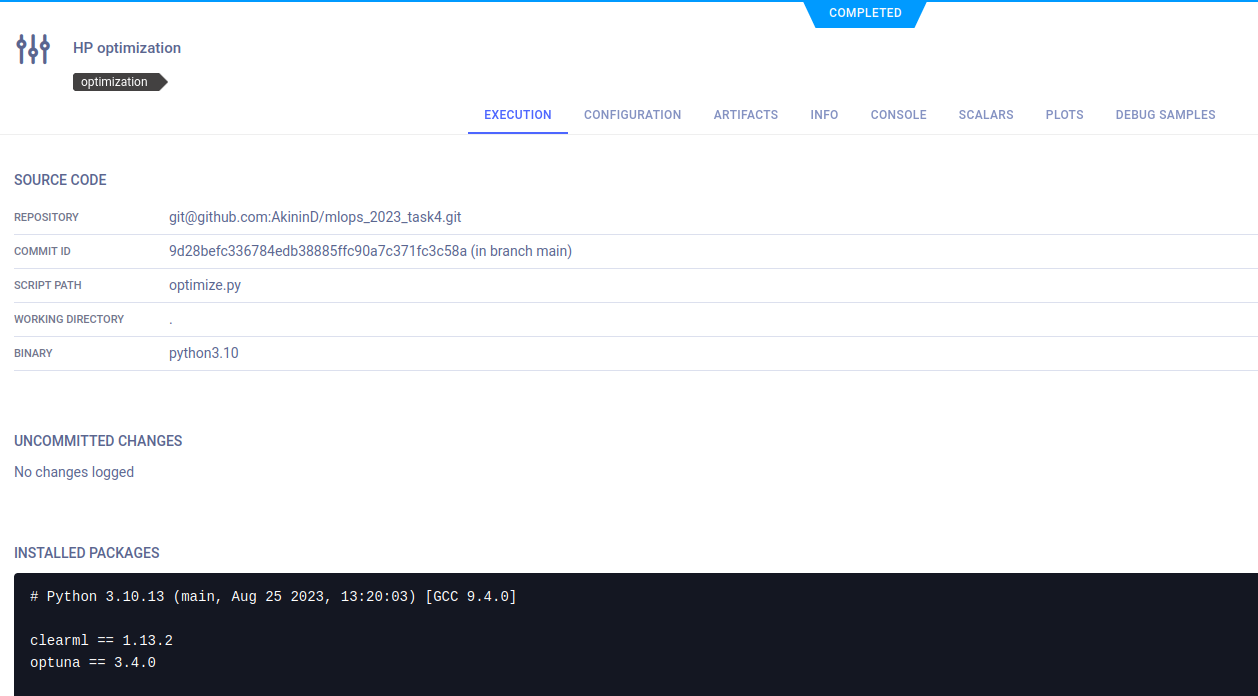 COMPLETED
HP optimization
optimization
EXECUTION CONFIGURATION ARTIFACTS INFO CONSOLE SCALARS PLOTS DEBUG SAMPLES
SOURCE CODE
REPOSITORY git@github.com:AkininD/mlops_2023_task4.git
COMMIT ID 9d28befc336784edb38885ffc90a7c371fc3c58a (in branch main)
SCRIPT PATH optimize.py
WORKING DIRECTORY .
BINARY python3.10
UNCOMMITTED CHANGES
No changes logged
INSTALLED PACKAGES
# Python 3.10.13 (main, Aug 25 2023, 13:20:03) [GCC 9.4.0]
clearml == 1.13.2
optuna == 3.4.0